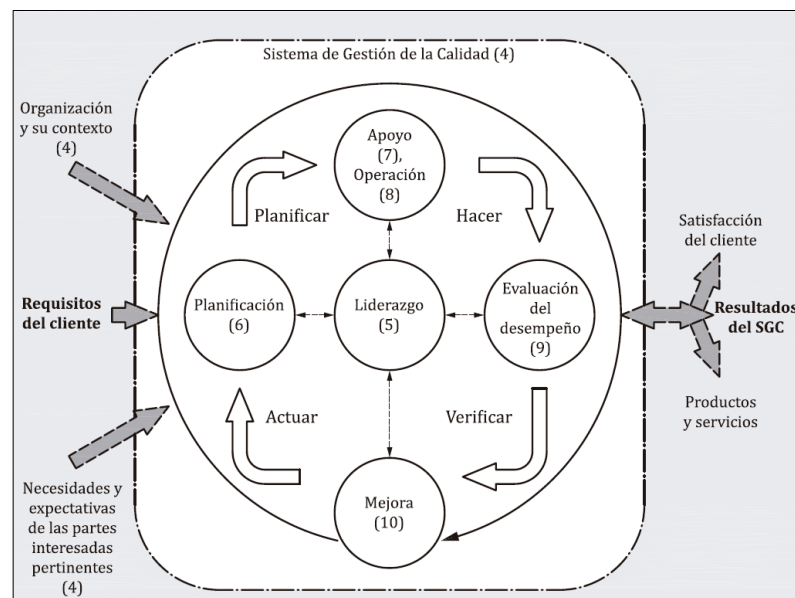 Sistema de Gestión de la Calidad (4)
Organización
y su contexto
(4)
Apoyo
(7),
Operación
(8)
Planificar
Hacer
Satisfacción
del cliente
Requisitos
del cliente
Planificación
(6)
Liderazgo
(5)
Evaluación
del
desempeño
(9)
Resultados
del SGC
Actuar
Verificar
Productos
y servicios
Necesidades y
expectativas
de las partes
interesadas
pertinentes
(4)
Mejora
(10)